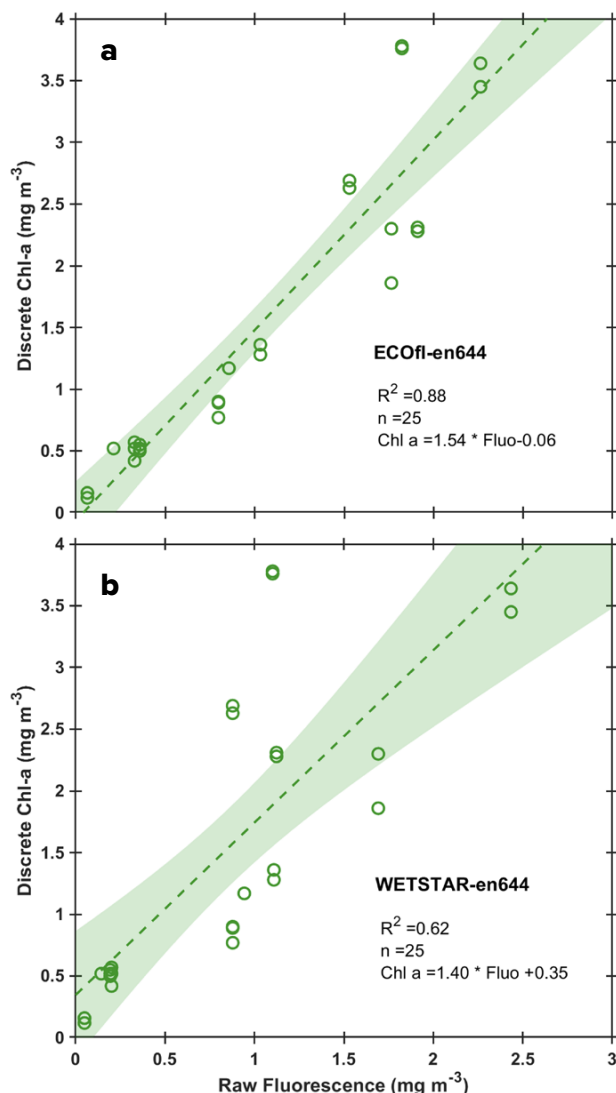 a
4
3.5
3
2.5
2
1.5
1
0.5
0
Discrete Chl-a (mg m-3)
ECOfl-en644
R2 =0.88
n =25
Chl a =1.54 * Fluo-0.06
b
4
3.5
3
2.5
2
1.5
1
0.5
0
Discrete Chl-a (mg m-3)
WETSTAR-en644
R2 =0.62
n =25
Chl a =1.40 * Fluo +0.35
0 0.5 1 1.5 2 2.5 3
Raw Fluorescence (mg m-3)